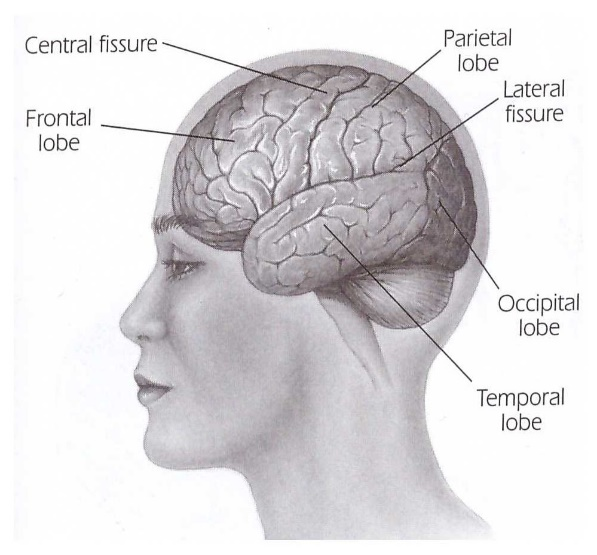 Central fissure
Parietal
lobe
Lateral
fissure
Frontal
lobe
Occipital
lobe
Temporal
lobe